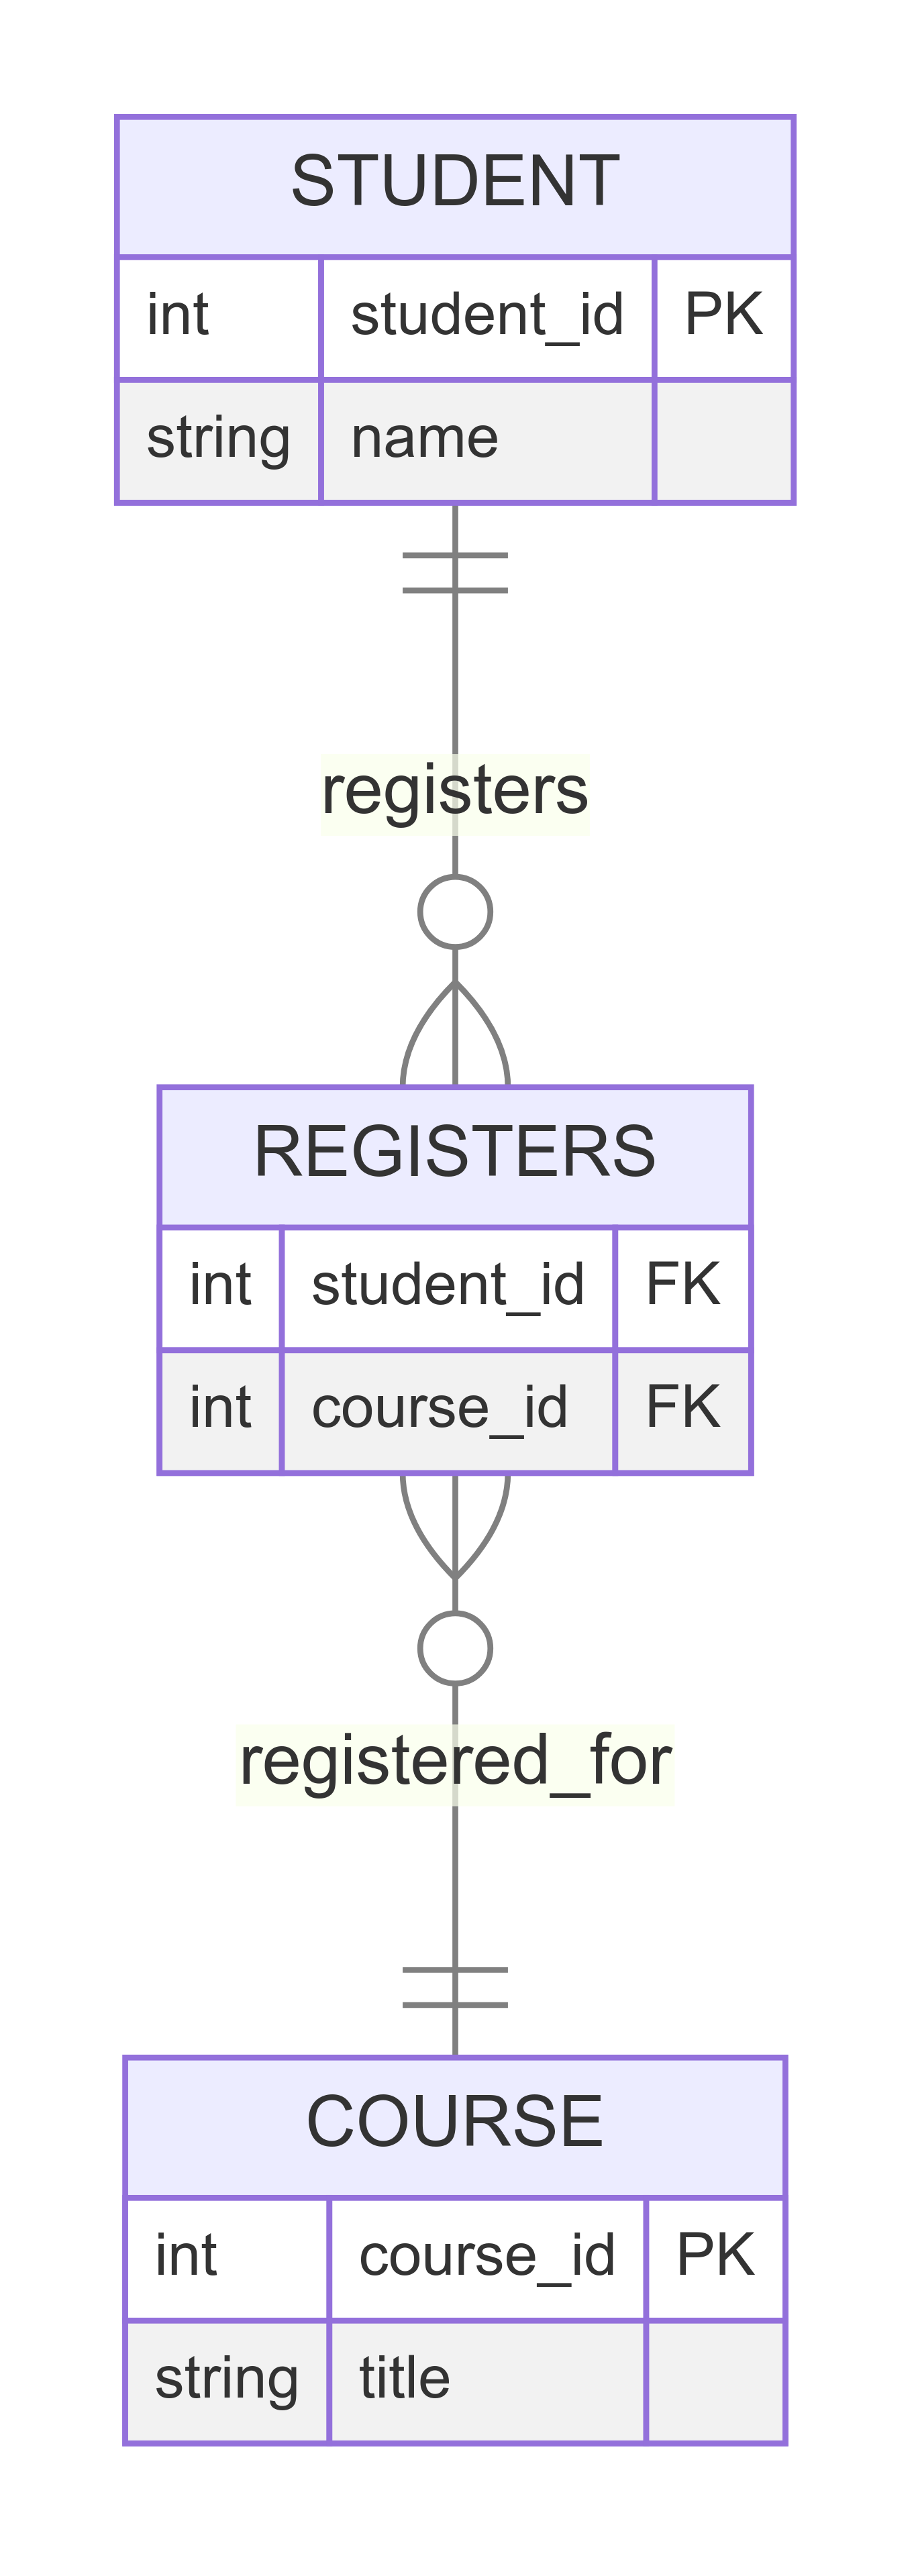 STUDENT
int student_id PK
string name
registers
REGISTERS
int student_id FK
int course_id FK
registered_for
COURSE
int course_id PK
string title